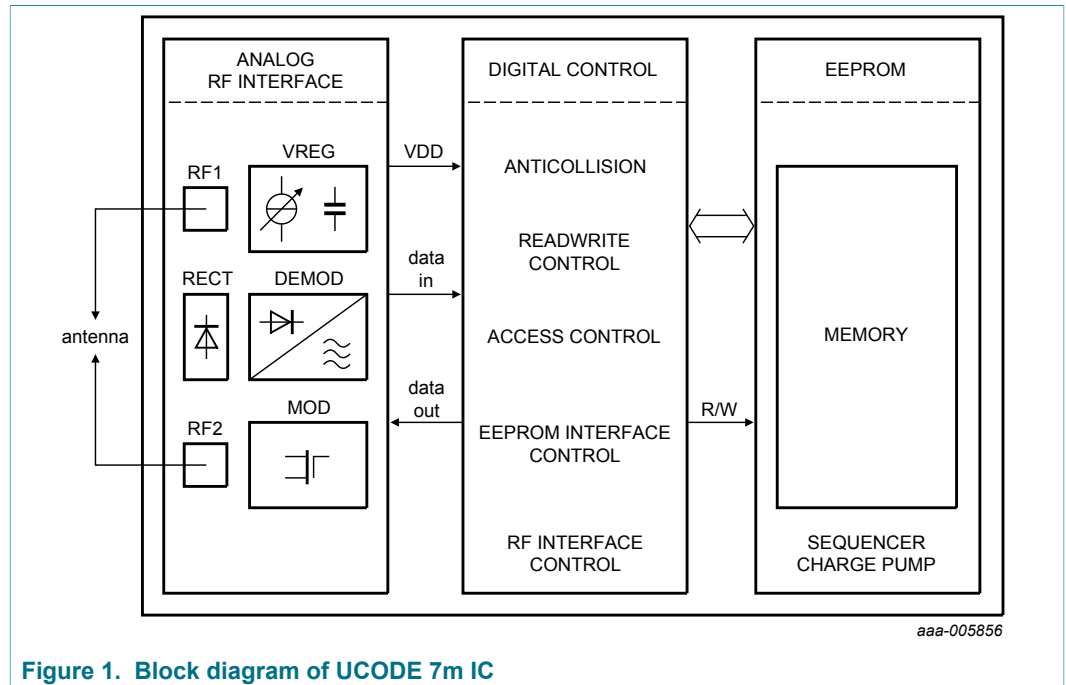 ANALOG
RF INTERFACE
DIGITAL CONTROL
EEPROM
VREG
RF1
VDD
ANTICOLLISION
READWRITE
CONTROL
data
in
RECT
DEMOD
antenna
ACCESS CONTROL
MEMORY
data
out
MOD
RF2
R/W
EEPROM INTERFACE
CONTROL
RF INTERFACE
CONTROL
SEQUENCER
CHARGE PUMP
aaa-005856
Figure 1. Block diagram of UCODE 7m IC